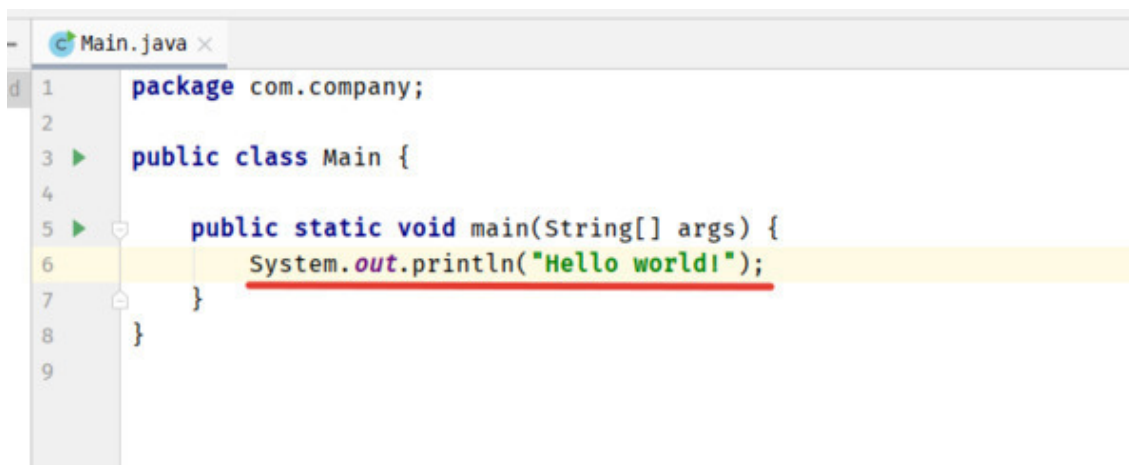 Main.java
d 1 package com.company;
2
3 public class Main {
4
5 public static void main(String[] args) {
6 System.out.println("Hello world!");
7 }
8 }
9